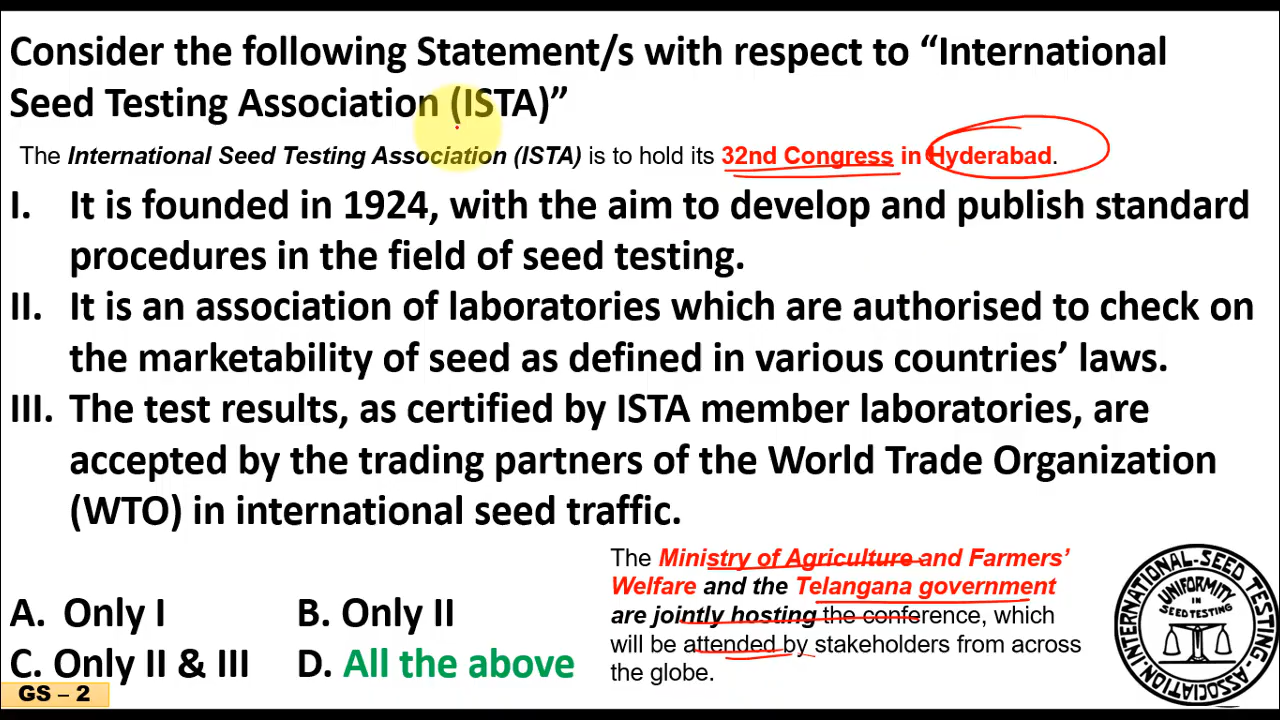 Consider the following Statement/s with respect to “International
Seed Testing Association (ISTA)”
The International Seed Testing Association (ISTA) is to hold its 32nd Congress in Hyderabad.
I. It is founded in 1924, with the aim to develop and publish standard
procedures in the field of seed testing.
II. It is an association of laboratories which are authorised to check on
the marketability of seed as defined in various countries’ laws.
III. The test results, as certified by ISTA member laboratories, are
accepted by the trading partners of the World Trade Organization
(WTO) in international seed traffic.
The Ministry of Agriculture and Farmers’
Welfare and the Telangana government
are jointly hosting the conference, which
will be attended by stakeholders from across
the globe.
A. Only I B. Only II
C. Only II & III D. All the above
GS – 2
INTERNATIONAL-SEED TESTING-ASSOCIATION
UNIFORMITY
IN
SEED TESTING